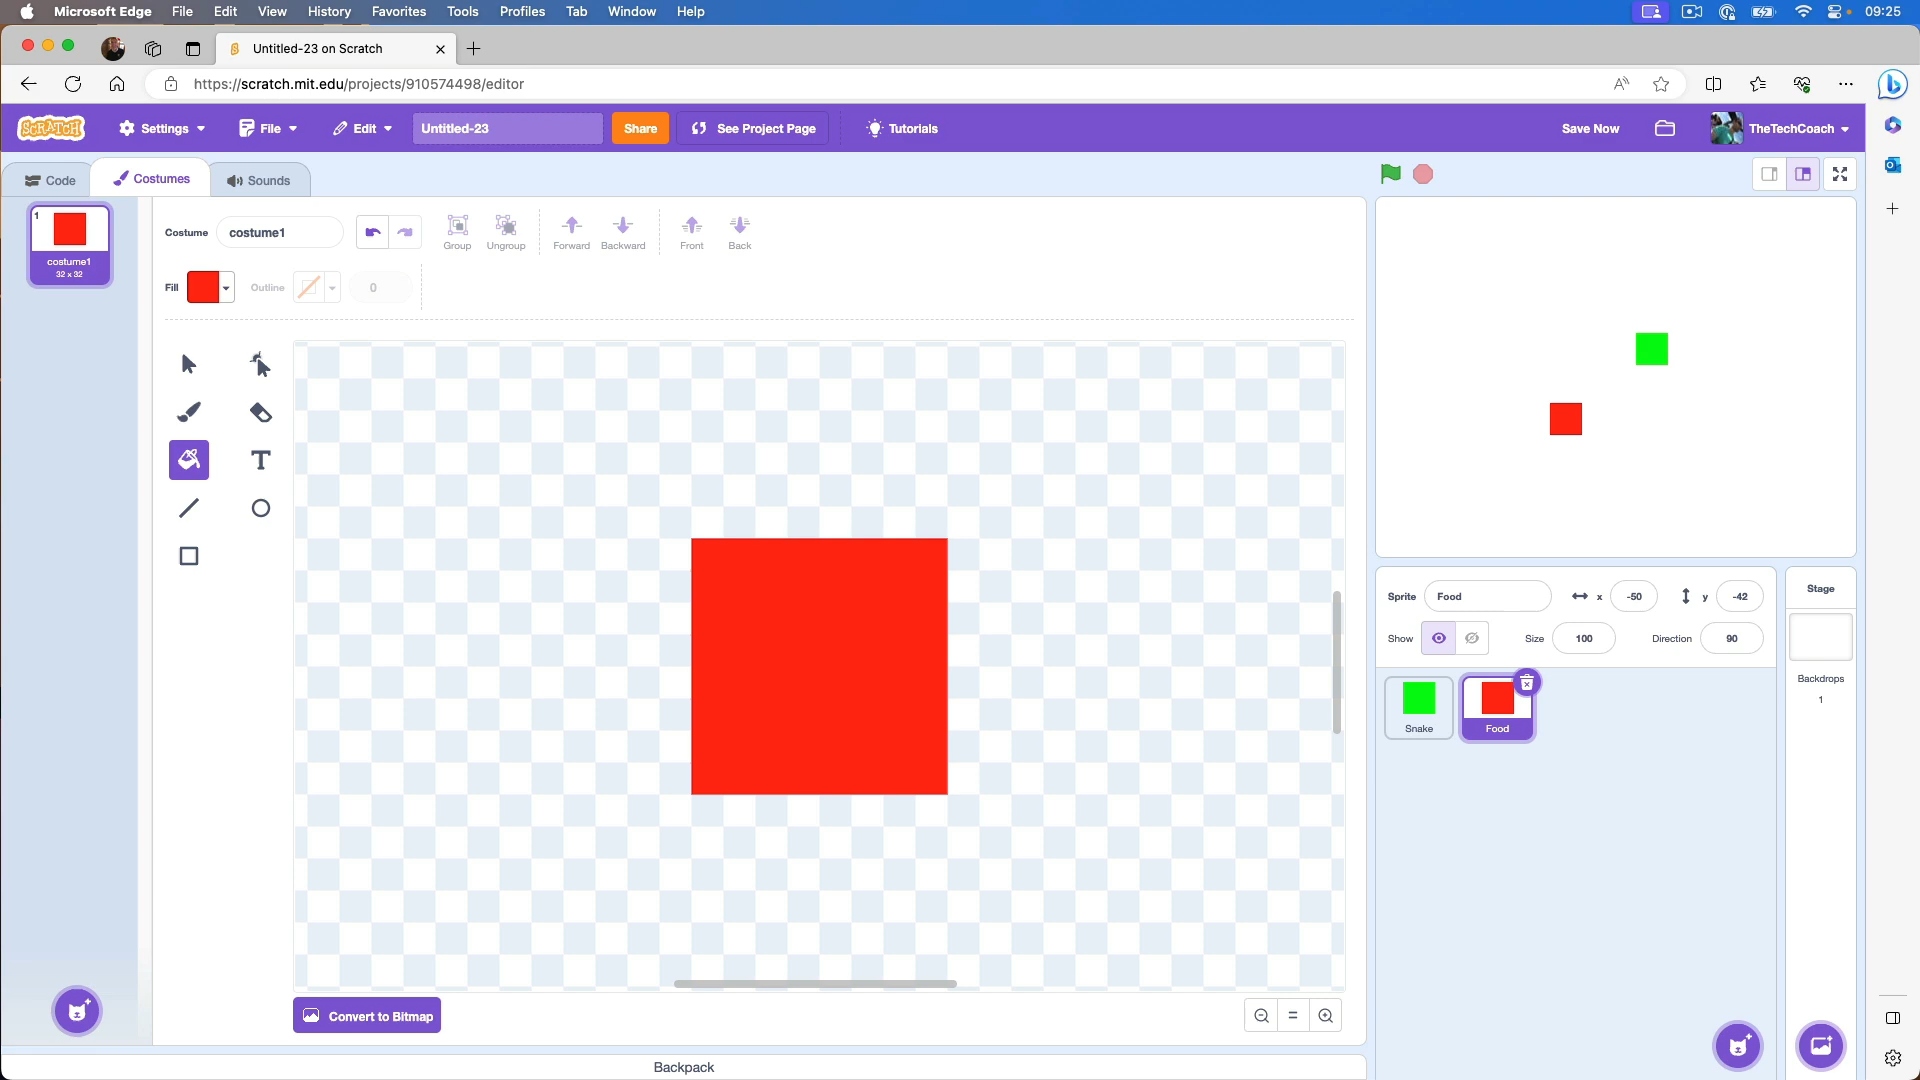 Microsoft Edge File Edit View History Favorites Tools Profiles Tab Window Help 09:25
Untitled-23 on Scratch
https://scratch.mit.edu/projects/910574498/editor
SCRATCH Settings File Edit Untitled-23 Share See Project Page Tutorials Save Now TheTechCoach
Code Costumes Sounds
1
costume1
32 x 32
Costume costume1 Group Ungroup Forward Backward Front Back
Fill Outline 0
T
Convert to Bitmap
Backpack
Sprite Food x -50 y -42
Show Size 100 Direction 90
Snake Food
Stage
Backdrops
1